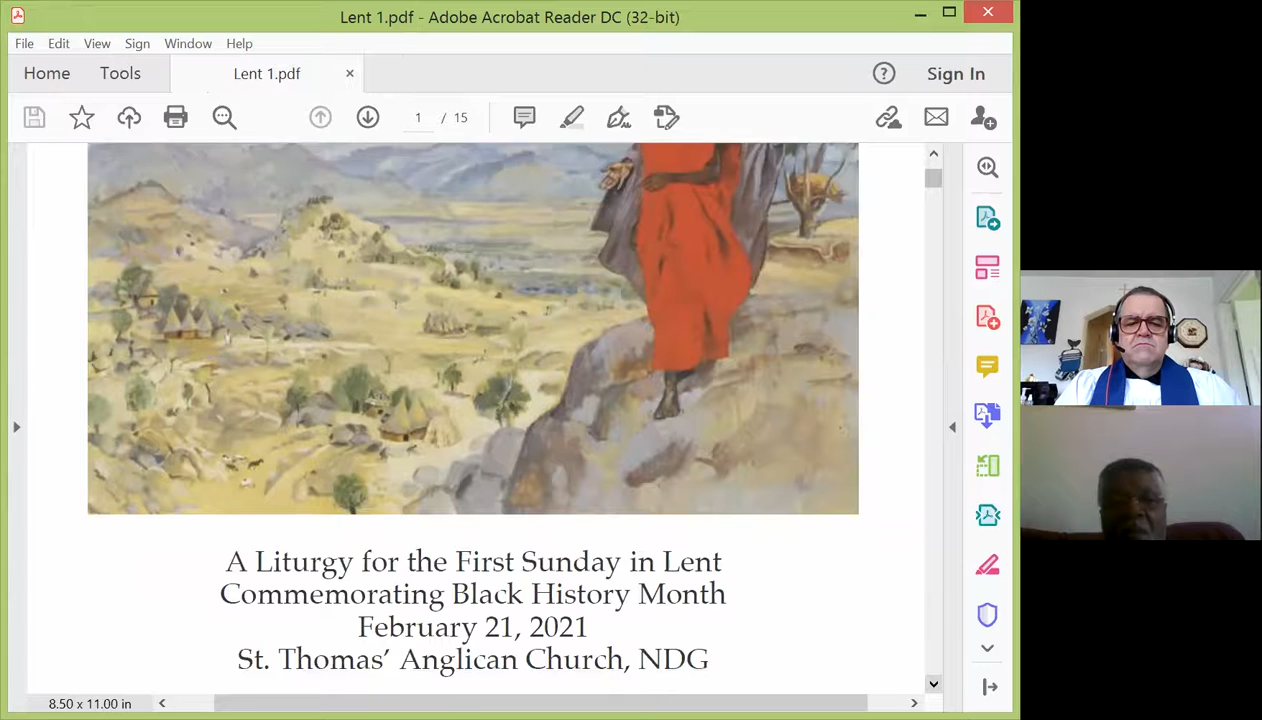 Lent 1.pdf - Adobe Acrobat Reader DC (32-bit)
File Edit View Sign Window Help
Home Tools Lent 1.pdf × ? Sign In
1 / 15
A Liturgy for the First Sunday in Lent
Commemorating Black History Month
February 21, 2021
St. Thomas’ Anglican Church, NDG
8.50 x 11.00 in